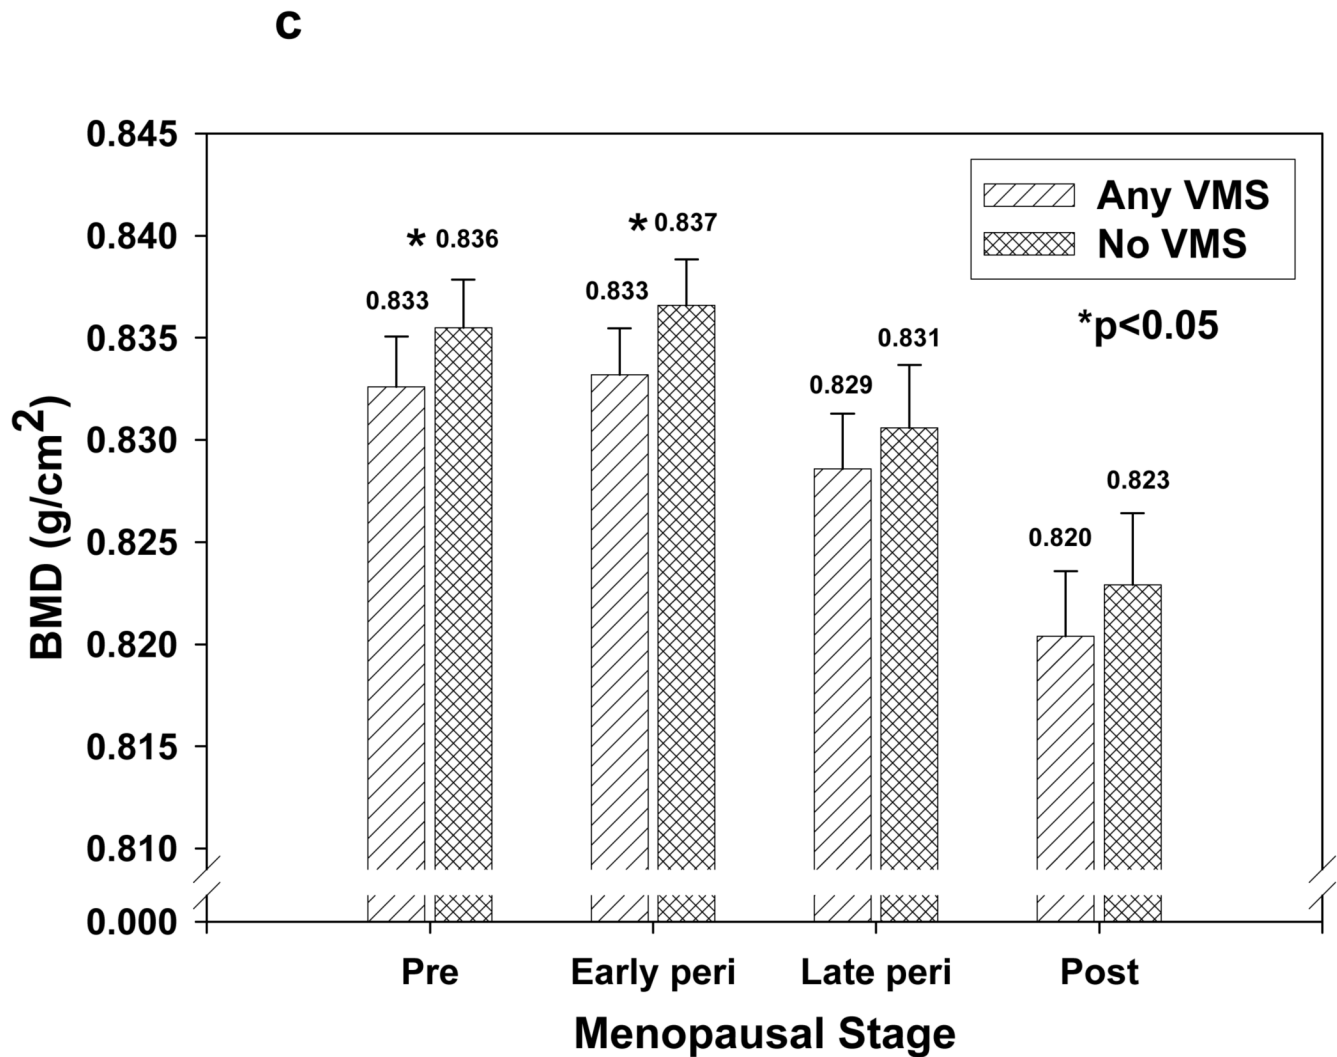 c
0.845
0.840
0.835
0.830
0.825
0.820
0.815
0.810
0.000
BMD (g/cm²)
Any VMS
No VMS
*p<0.05
0.833
* 0.836
0.833
* 0.837
0.829
0.831
0.820
0.823
Pre Early peri Late peri Post
Menopausal Stage